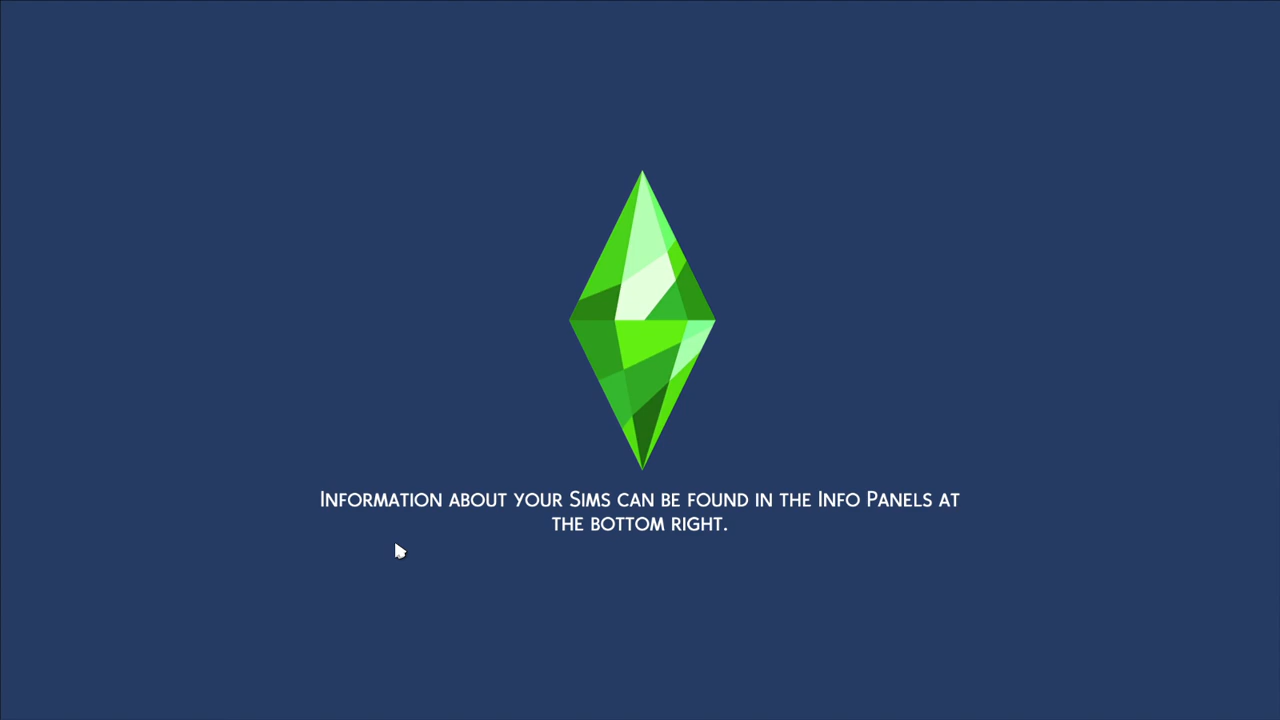 Information about your Sims can be found in the Info Panels at
the bottom right.